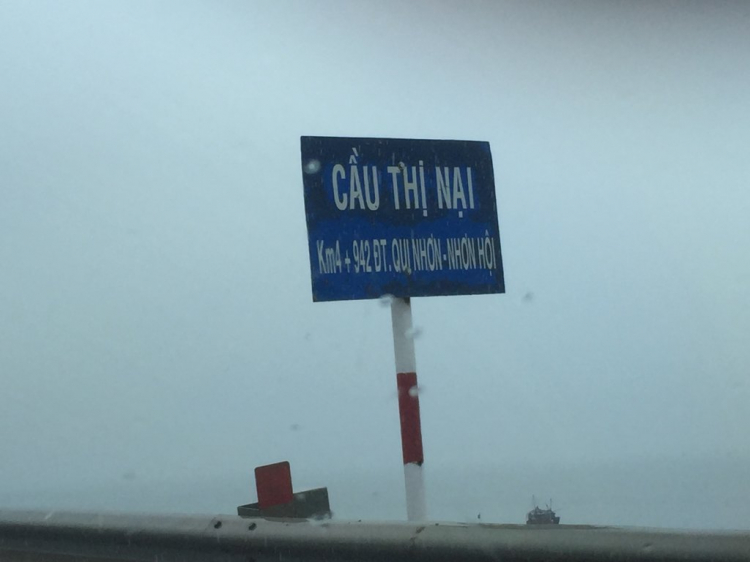 CẦU THỊ NẠI
Km4 + 942 ĐT. QUI NHƠN - NHƠN HỘI